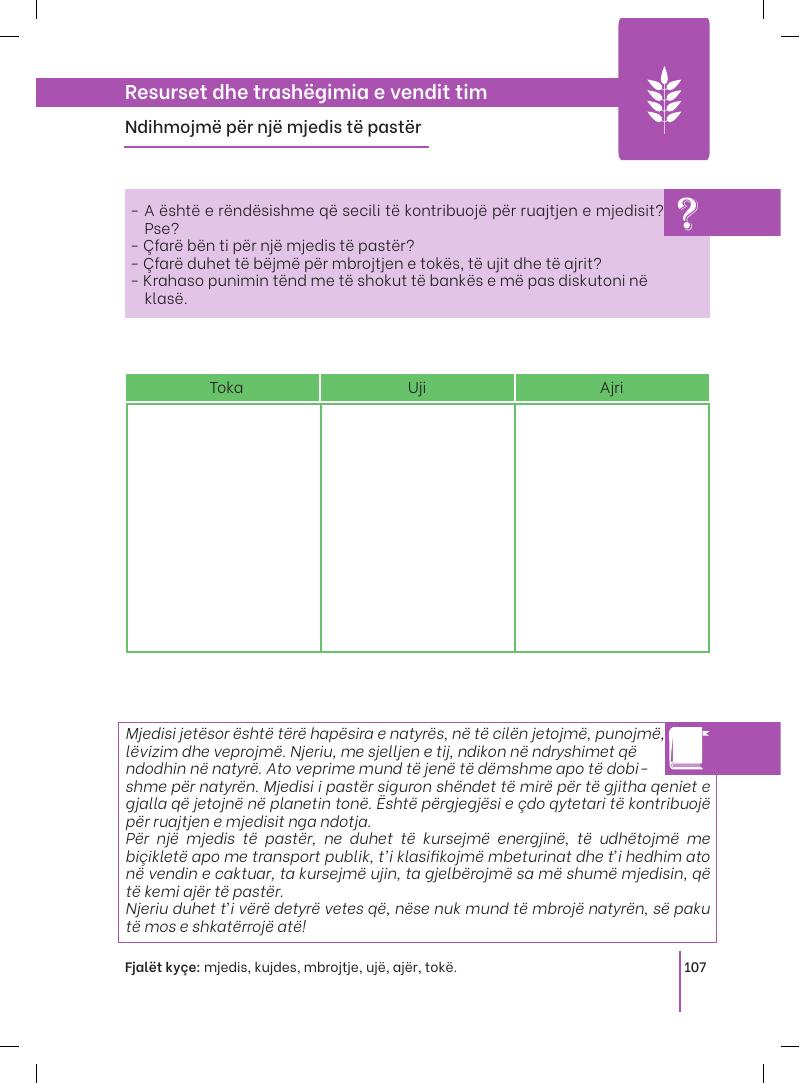 Resurset dhe trashëgimia e vendit tim
Ndihmojmë për një mjedis të pastër
- A është e rëndësishme që secili të kontribuojë për ruajtjen e mjedisit?
Pse?
- Çfarë bën ti për një mjedis të pastër?
- Çfarë duhet të bëjmë për mbrojtjen e tokës, të ujit dhe të ajrit?
- Krahaso punimin tënd me të shokut të bankës e më pas diskutoni në
klasë.
?
Toka Uji Ajri
Mjedisi jetësor është tërë hapësira e natyrës, në të cilën jetojmë, punojmë,
lëvizim dhe veprojmë. Njeriu, me sjelljen e tij, ndikon në ndryshimet që
ndodhin në natyrë. Ato veprime mund të jenë të dëmshme apo të dobi-
shme për natyrën. Mjedisi i pastër siguron shëndet të mirë për të gjitha qeniet e
gjalla që jetojnë në planetin tonë. Është përgjegjësi e çdo qytetari të kontribuojë
për ruajtjen e mjedisit nga ndotja.
Për një mjedis të pastër, ne duhet të kursejmë energjinë, të udhëtojmë me
biçikletë apo me transport publik, t'i klasifikojmë mbeturinat dhe t'i hedhim ato
në vendin e caktuar, ta kursejmë ujin, ta gjelbërojmë sa më shumë mjedisin, që
të kemi ajër të pastër.
Njeriu duhet t'i vërë detyrë vetes që, nëse nuk mund të mbrojë natyrën, së paku
të mos e shkatërrojë atë!
Fjalët kyçe: mjedis, kujdes, mbrojtje, ujë, ajër, tokë.
107